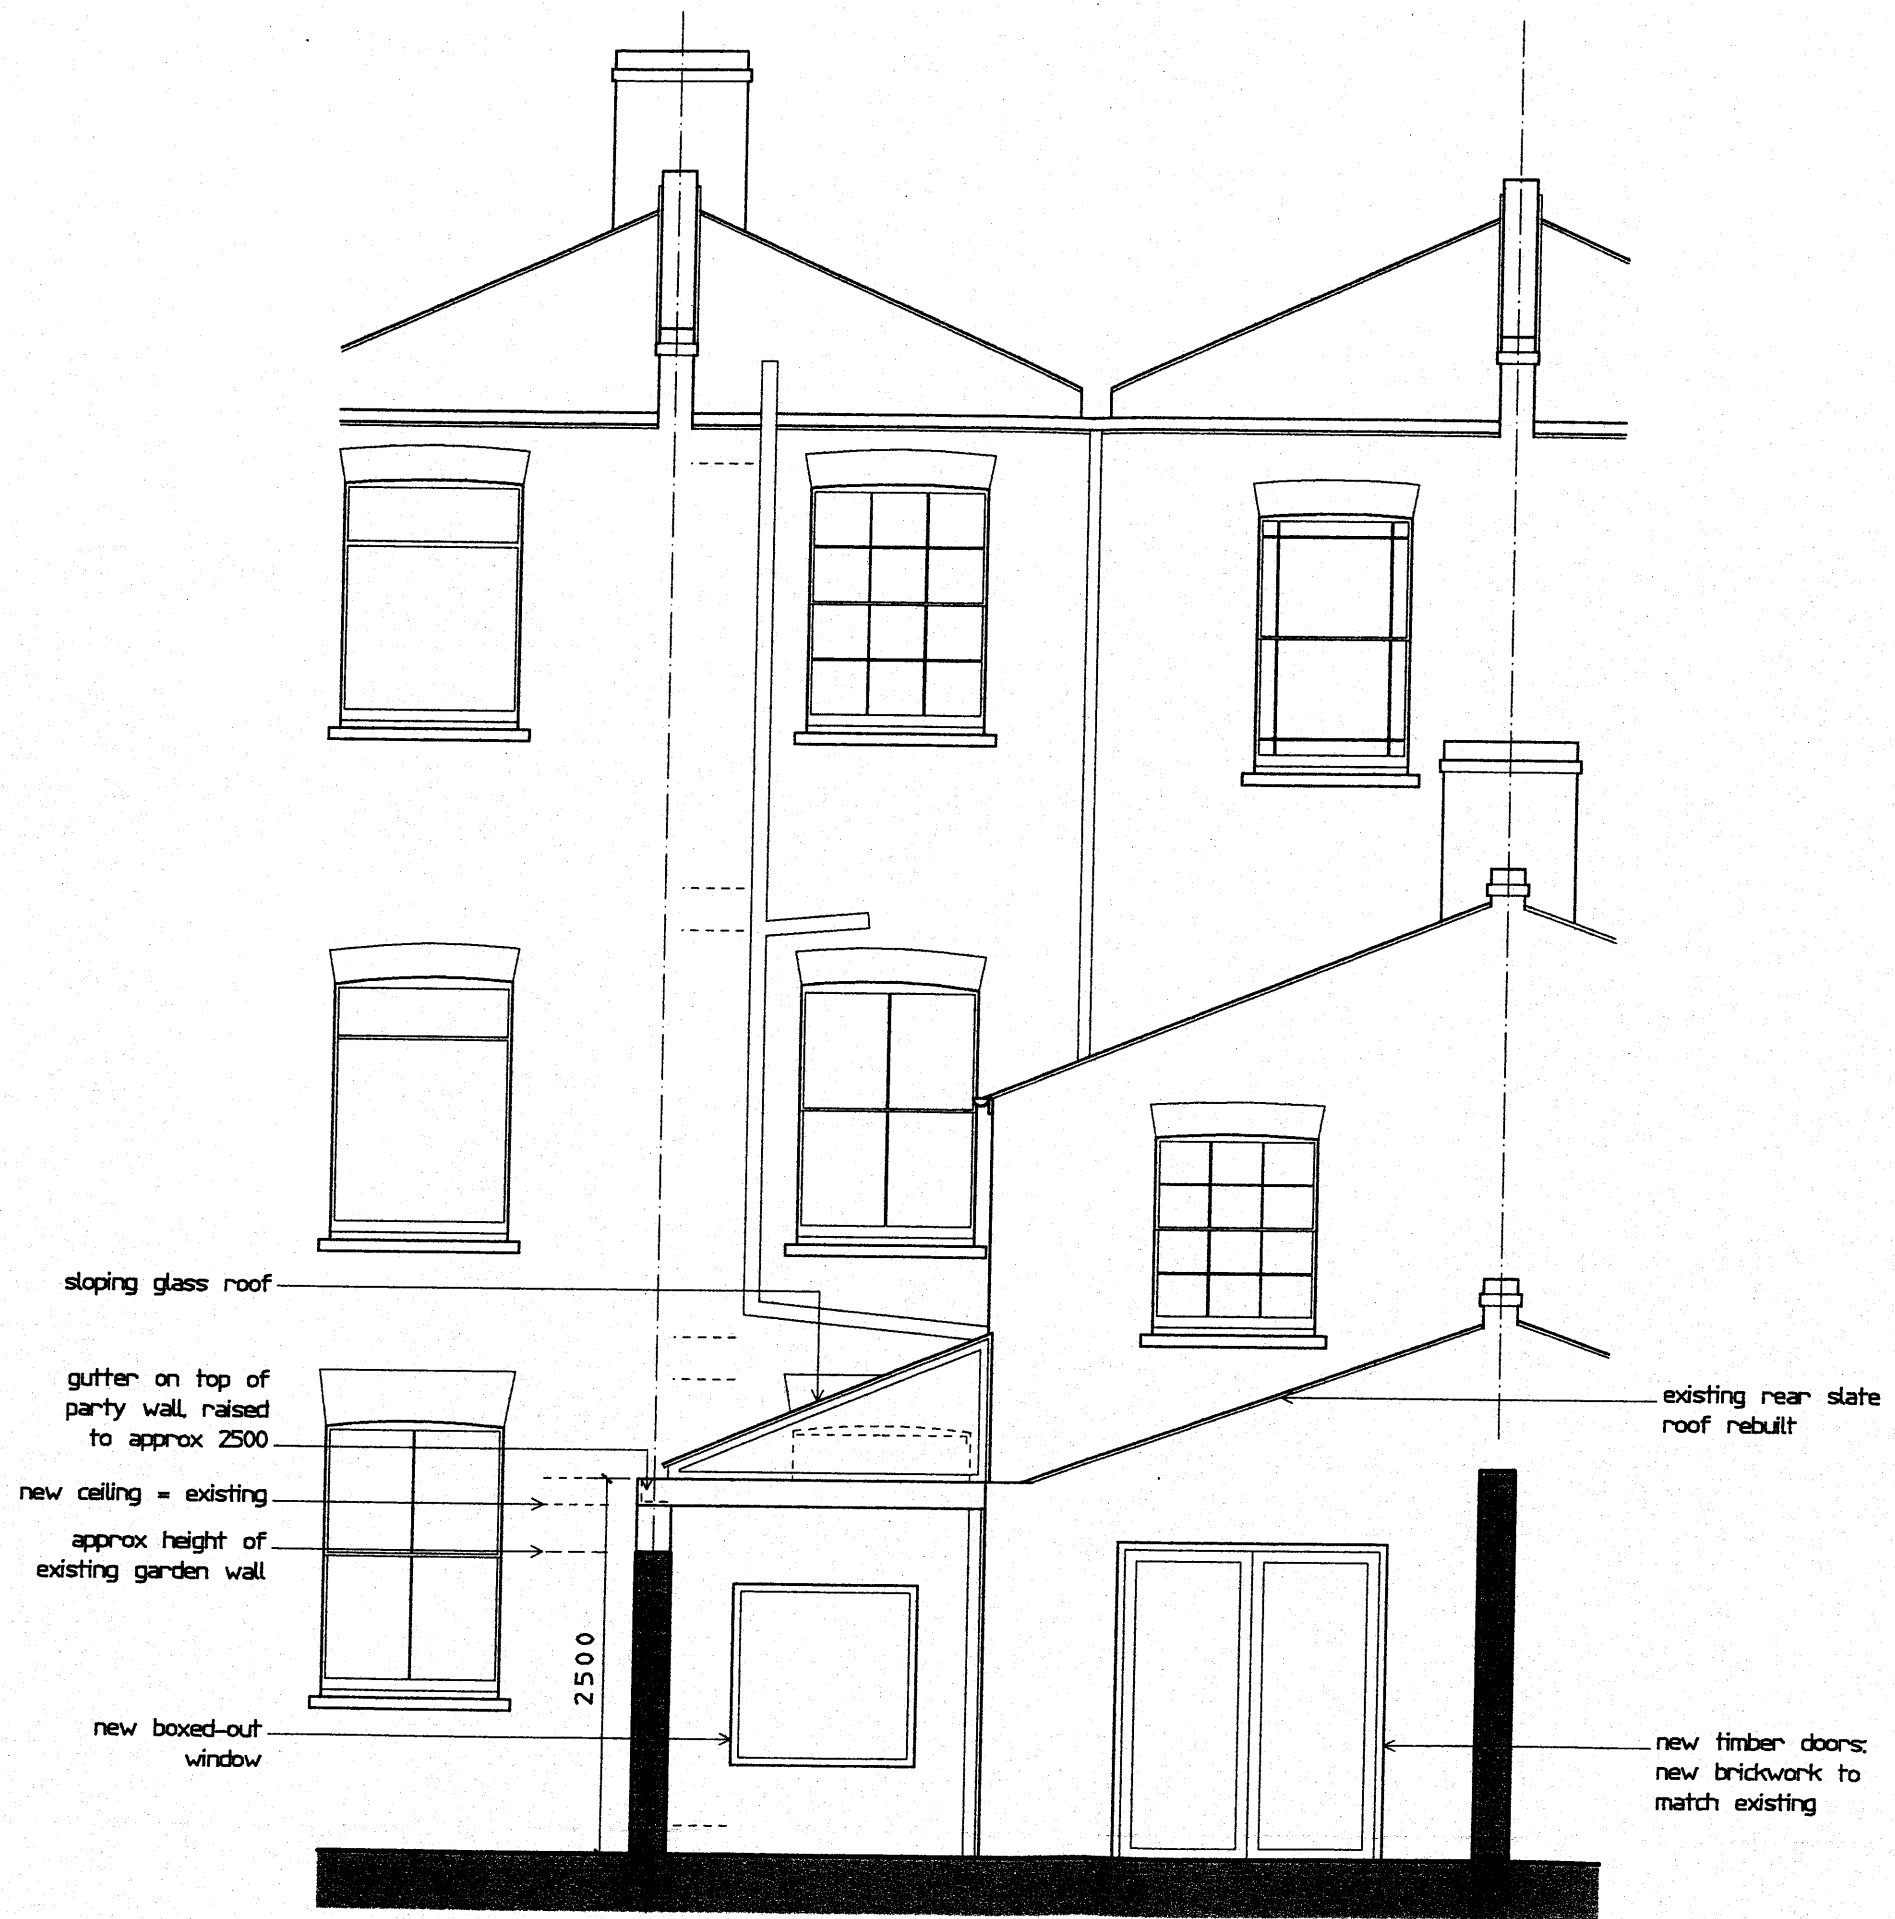 sloping glass roof
gutter on top of
party wall, raised
to approx 2500
new ceiling = existing
approx height of
existing garden wall
2500
new boxed-out
window
existing rear slate
roof rebuilt
new timber doors;
new brickwork to
match existing